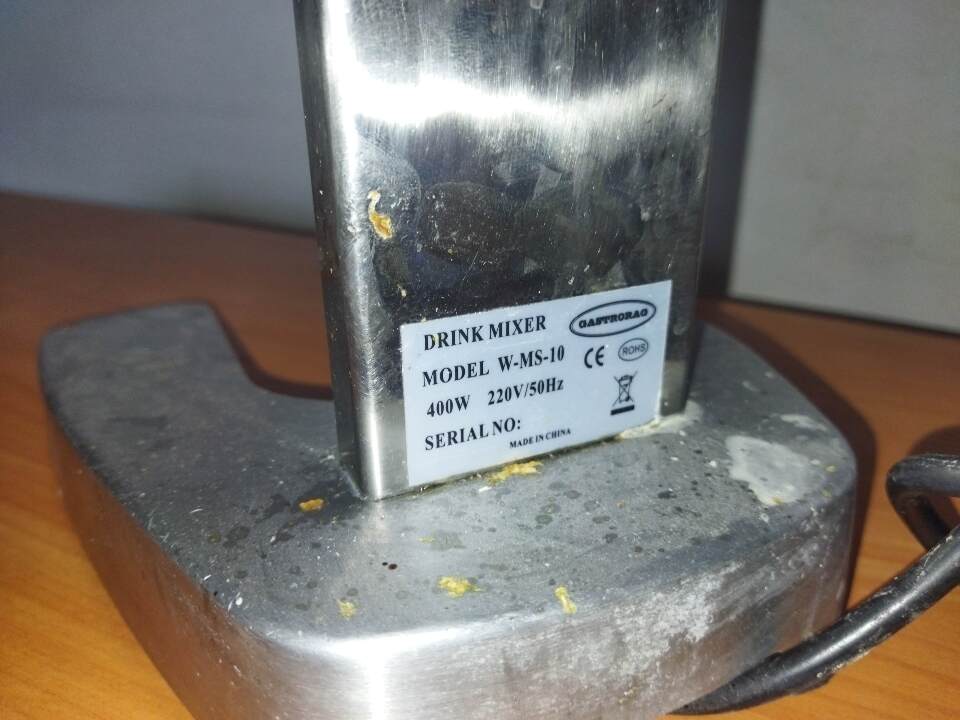 DRINK MIXER
GASTRORAG
MODEL W-MS-10
CE
ROHS
400W 220V/50Hz
SERIAL NO:
MADE IN CHINA